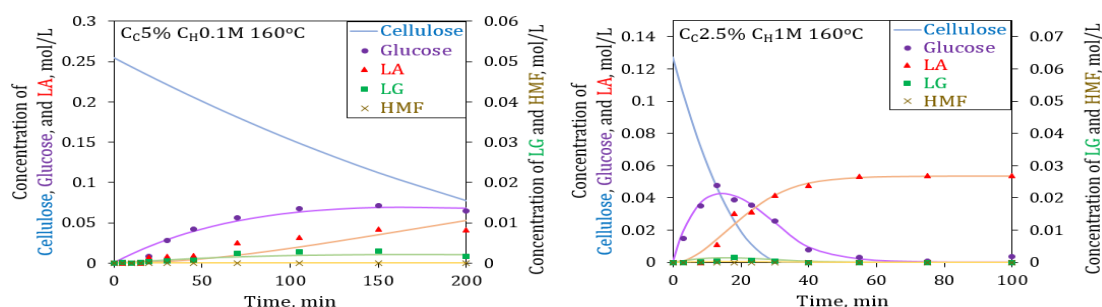 C_C5% C_H0.1M 160°C
Cellulose
Glucose
LA
LG
HMF
Concentration of
Cellulose, Glucose, and LA, mol/L
0.3
0.25
0.2
0.15
0.1
0.05
0
0.06
0.05
0.04
0.03
0.02
0.01
0
Concentration of
LG and HMF, mol/L
0 50 100 150 200
Time, min
C_C2.5% C_H1M 160°C
Cellulose
Glucose
LA
LG
HMF
Concentration of
Cellulose, Glucose, and LA, mol/L
0.14
0.12
0.1
0.08
0.06
0.04
0.02
0
0.07
0.06
0.05
0.04
0.03
0.02
0.01
0
Concentration of LG and HMF, mol/L
0 20 40 60 80 100
Time, min